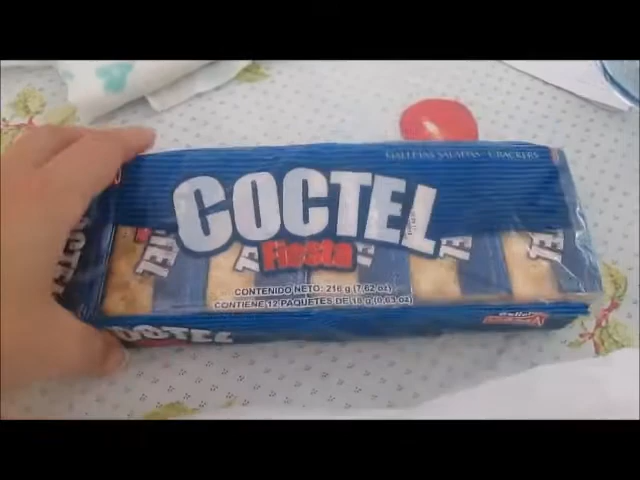 GALLETAS SALADAS - CRACKERS
COCTEL
Fiesta
CONTENIDO NETO: 216 g (7,62 oz)
CONTIENE 12 PAQUETES DE 18 g (0,63 oz)
COCTEL